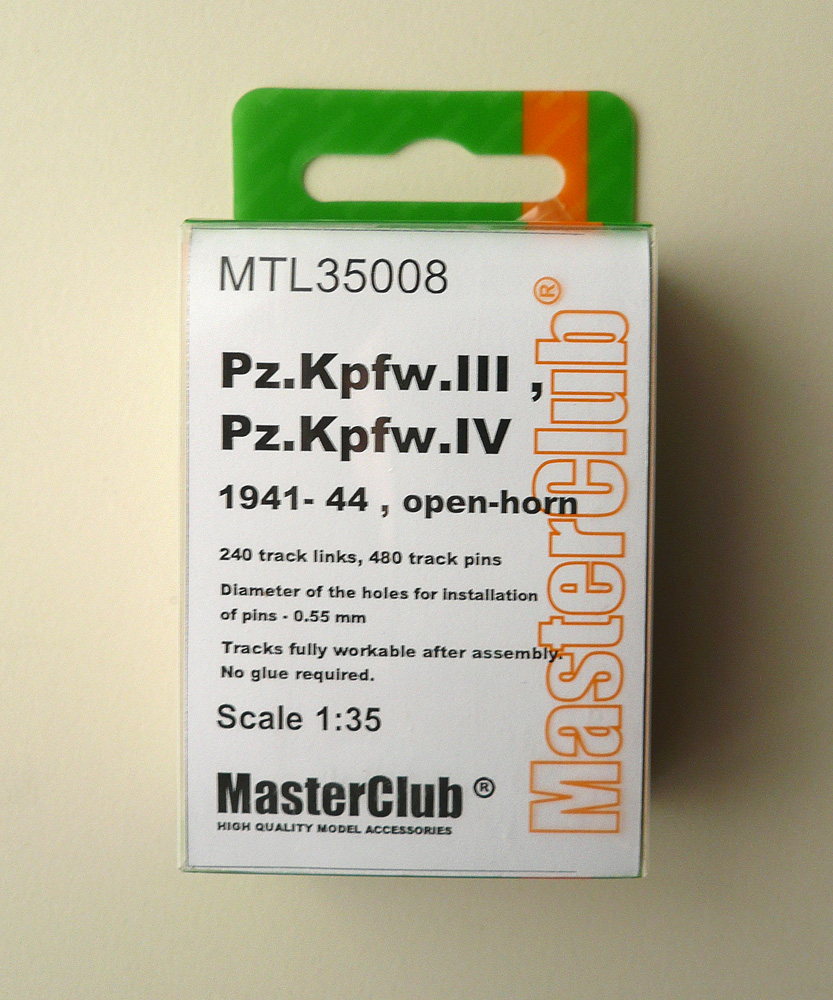 MTL35008
Pz.Kpfw.III ,
Pz.Kpfw.IV
1941- 44 , open-horn
240 track links, 480 track pins
Diameter of the holes for installation
of pins - 0.55 mm
Tracks fully workable after assembly.
No glue required.
Scale 1:35
MasterClub ®
HIGH QUALITY MODEL ACCESSORIES
MasterClub®